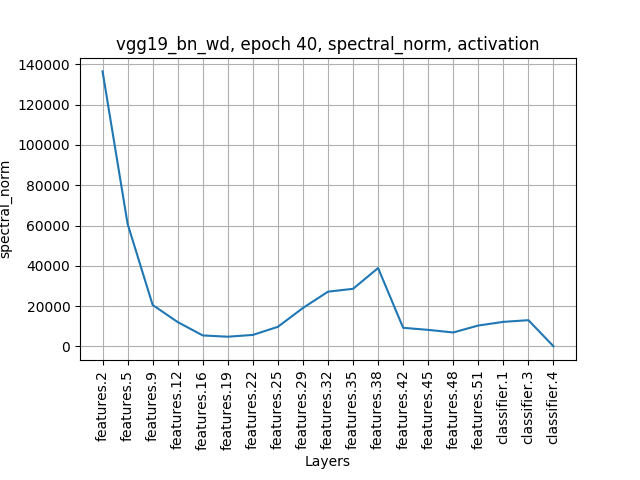 vgg19_bn_wd, epoch 40, spectral_norm, activation
140000
120000
100000
80000
60000
40000
20000
0
spectral_norm
features.2
features.5
features.9
features.12
features.16
features.19
features.22
features.25
features.29
features.32
features.35
features.38
features.42
features.45
features.48
features.51
classifier.1
classifier.3
classifier.4
Layers